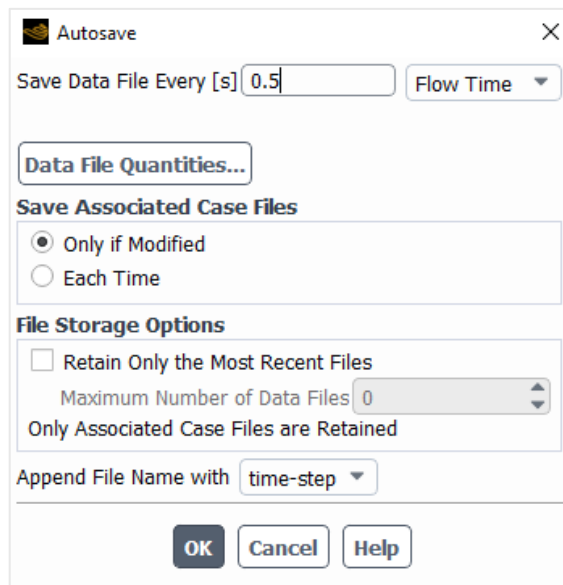 Autosave
Save Data File Every [s] 0.5 Flow Time
Data File Quantities...
Save Associated Case Files
Only if Modified
Each Time
File Storage Options
Retain Only the Most Recent Files
Maximum Number of Data Files 0
Only Associated Case Files are Retained
Append File Name with time-step
OK Cancel Help